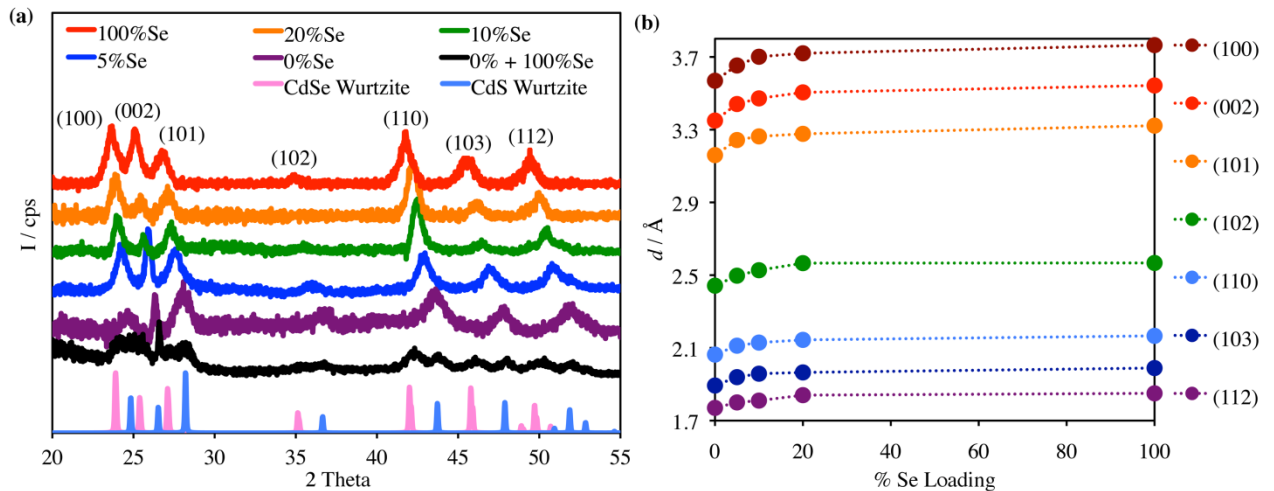 (a)
100%Se 20%Se 10%Se
5%Se 0%Se 0% + 100%Se
CdSe Wurtzite CdS Wurtzite
(100) (002) (101) (102) (110) (103) (112)
I / cps
20 25 30 35 40 45 50 55
2 Theta
(b)
3.7
3.3
2.9
2.5
2.1
1.7
d / Å
0 20 40 60 80 100
% Se Loading
(100)
(002)
(101)
(102)
(110)
(103)
(112)